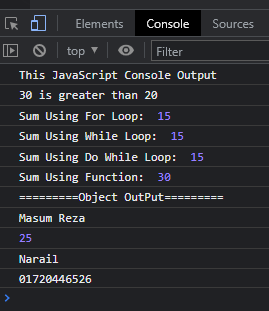 Elements Console Sources
top Filter
This JavaScript Console Output
30 is greater than 20
Sum Using For Loop: 15
Sum Using While Loop: 15
Sum Using Do While Loop: 15
Sum Using Function: 30
=========Object OutPut=========
Masum Reza
25
Narail
01720446526